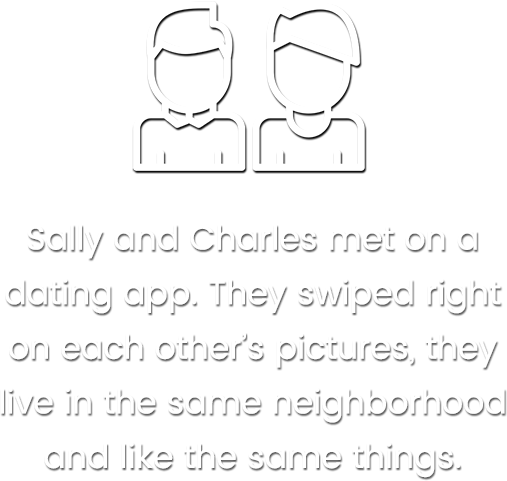 Sally and Charles met on a
dating app. They swiped right
on each other’s pictures, they
live in the same neighborhood
and like the same things.